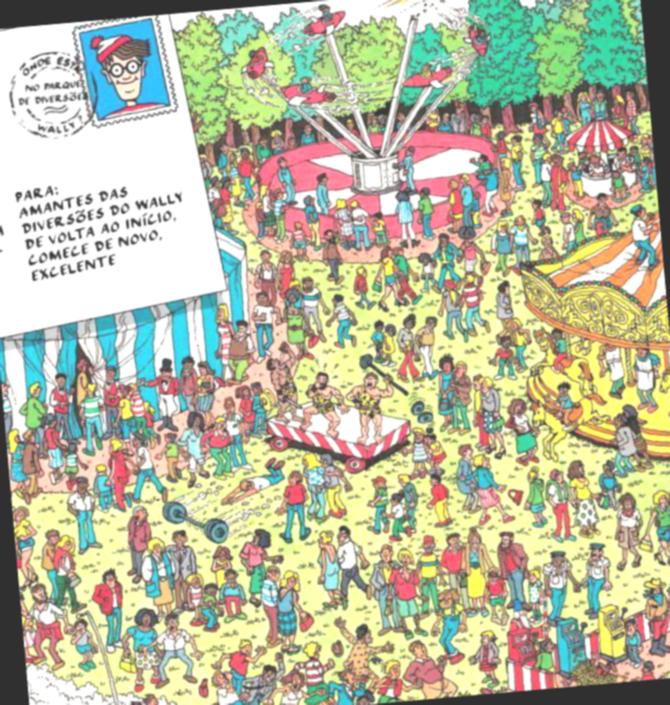 ONDE EST
NO PARQUE
DE DIVERSÕES
WALLY?
PARA:
AMANTES DAS
DIVERSÕES DO WALLY
DE VOLTA AO INÍCIO,
COMECE DE NOVO,
EXCELENTE